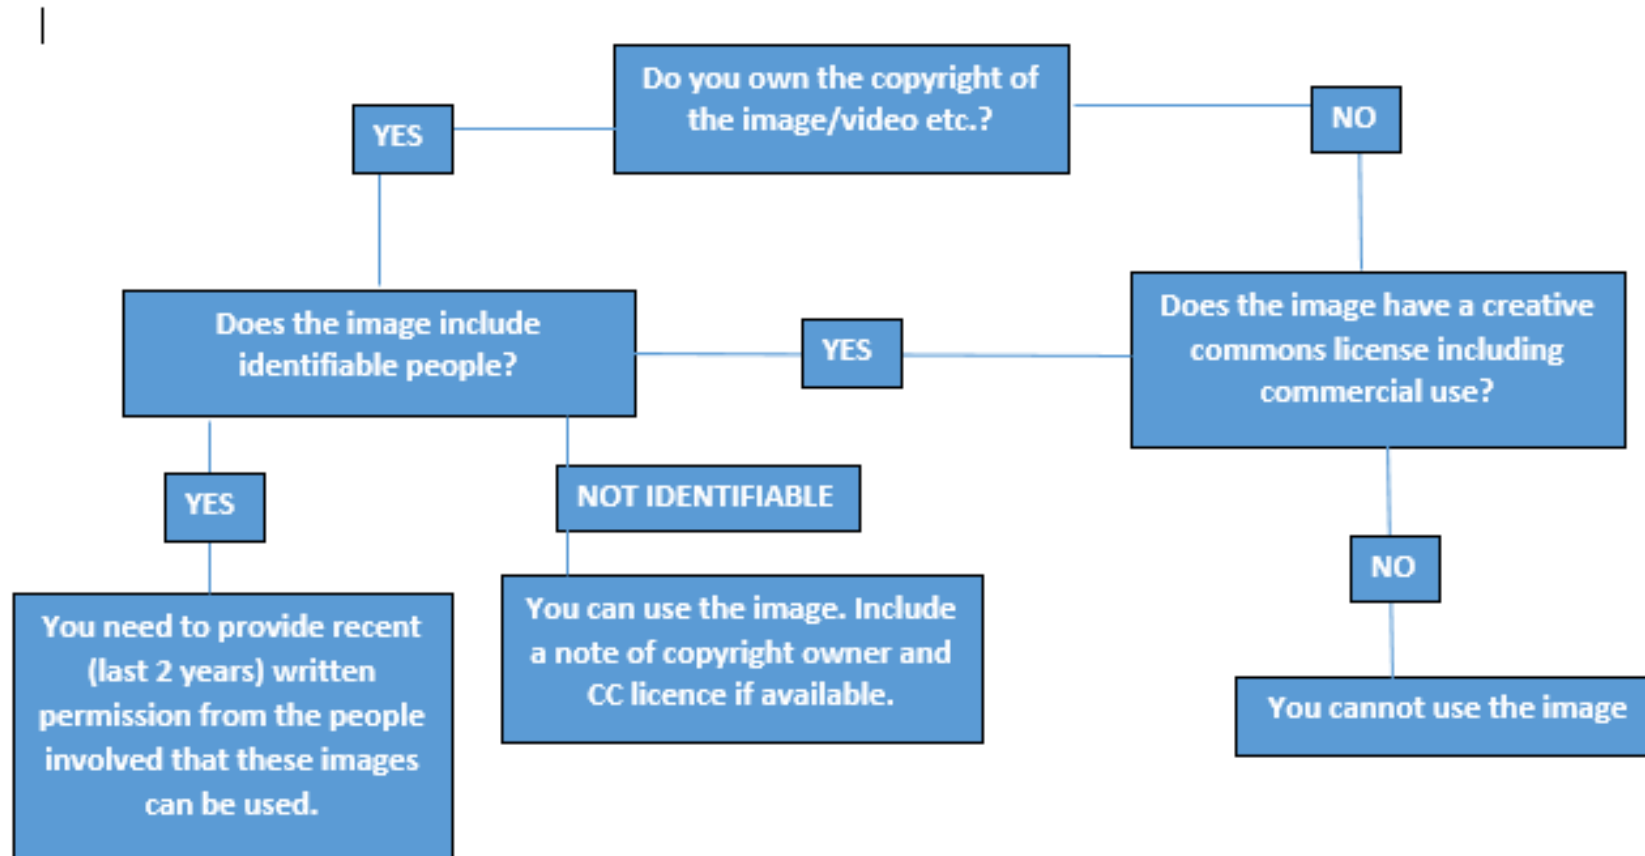 Do you own the copyright of
the image/video etc.?
YES
NO
Does the image include
identifiable people?
YES
Does the image have a creative
commons license including
commercial use?
YES
NOT IDENTIFIABLE
NO
You need to provide recent
(last 2 years) written
permission from the people
involved that these images
can be used.
You can use the image. Include
a note of copyright owner and
CC licence if available.
You cannot use the image